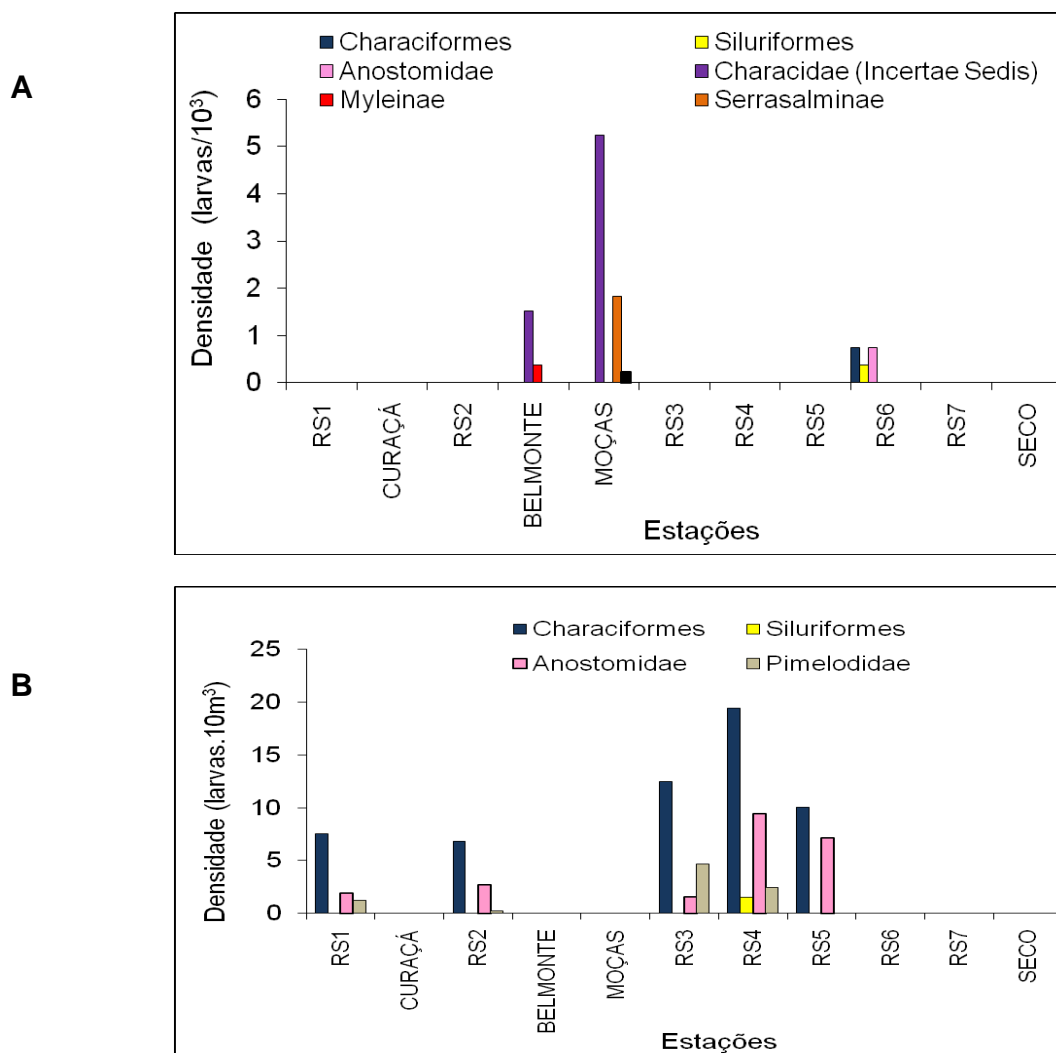 A
Characiformes Siluriformes
Anostomidae Characidae (Incertae Sedis)
Myleinae Serrasalminae
Densidade (larvas/10³)
6
5
4
3
2
1
0
RS1 CURAÇÁ RS2 BELMONTE MOÇAS RS3 RS4 RS5 RS6 RS7 SECO
Estações
B
Characiformes Siluriformes
Anostomidae Pimelodidae
Densidade (larvas.10m³)
25
20
15
10
5
0
RS1 CURAÇÁ RS2 BELMONTE MOÇAS RS3 RS4 RS5 RS6 RS7 SECO
Estações